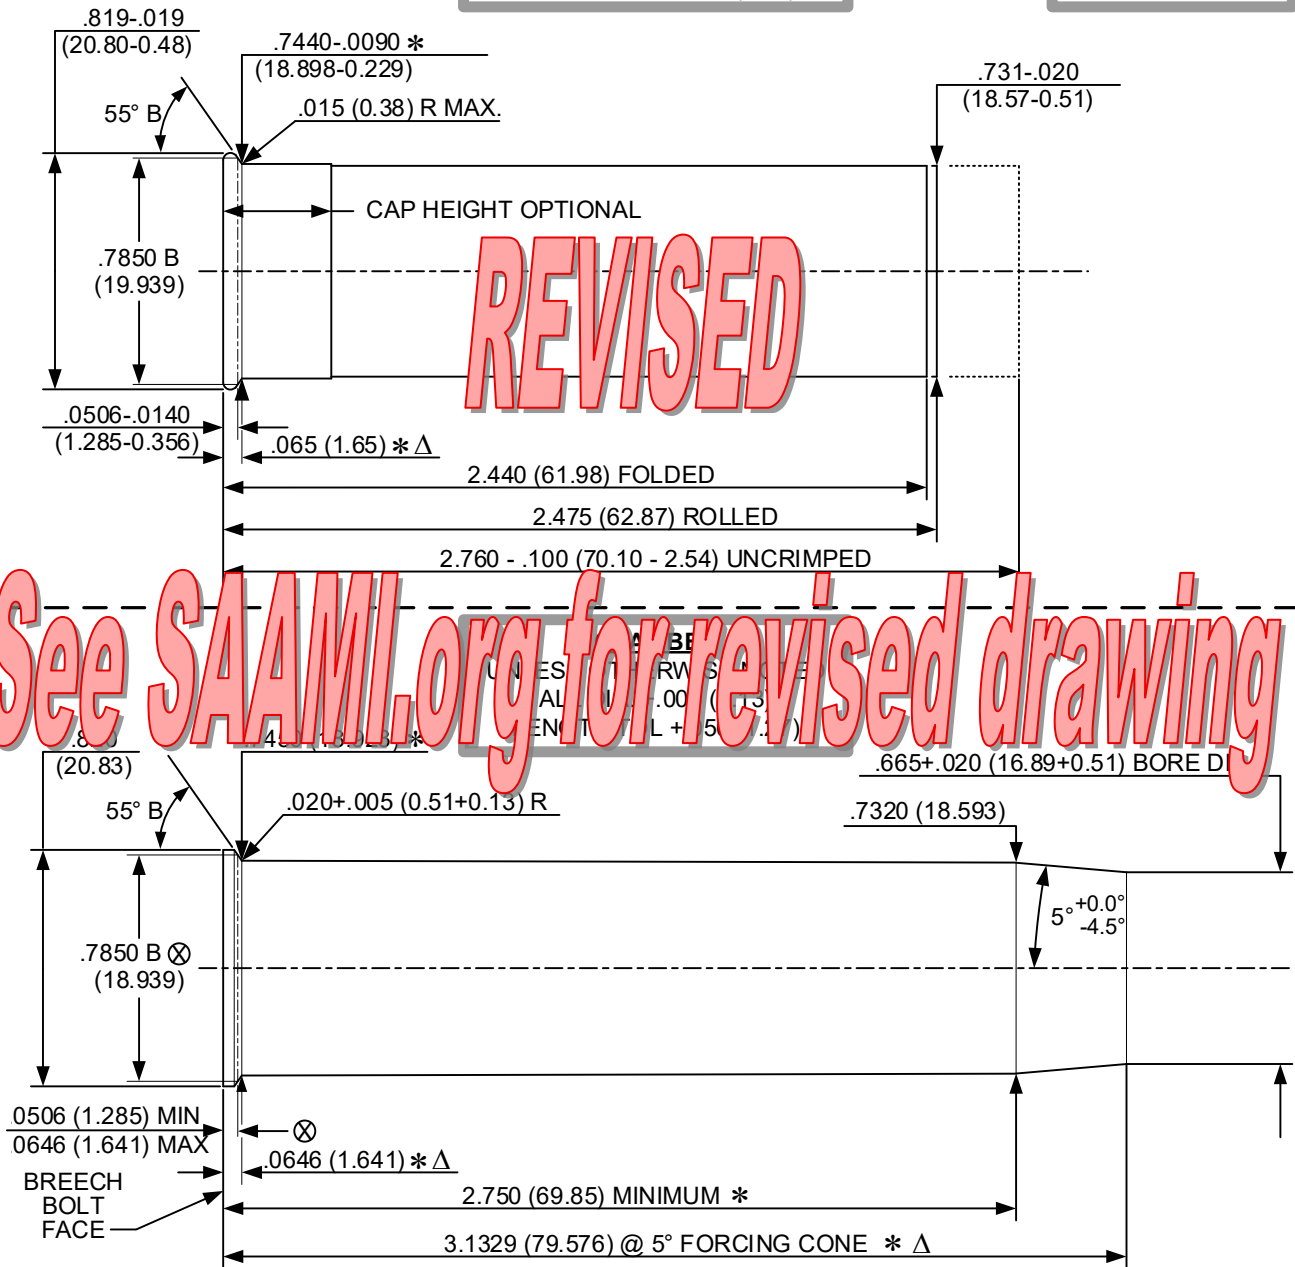 .819-.019
(20.80-0.48)
.7440-.0090 *
(18.898-0.229)
.731-.020
(18.57-0.51)
55° B
.015 (0.38) R MAX.
CAP HEIGHT OPTIONAL
.7850 B
(19.939)
REVISED
.0506-.0140
(1.285-0.356)
.065 (1.65) * Δ
2.440 (61.98) FOLDED
2.475 (62.87) ROLLED
2.760 - .100 (70.10 - 2.54) UNCRIMPED
See SAAMI.org for revised drawing
(20.83)
.665+.020 (16.89+0.51) BORE
55° B
.020+.005 (0.51+0.13) R
.7320 (18.593)
5° +0.0°
-4.5°
.7850 B ⊗
(18.939)
.0506 (1.285) MIN
.0646 (1.641) MAX
⊗
.0646 (1.641) * Δ
BREECH
BOLT
FACE
2.750 (69.85) MINIMUM *
3.1329 (79.576) @ 5° FORCING CONE * Δ